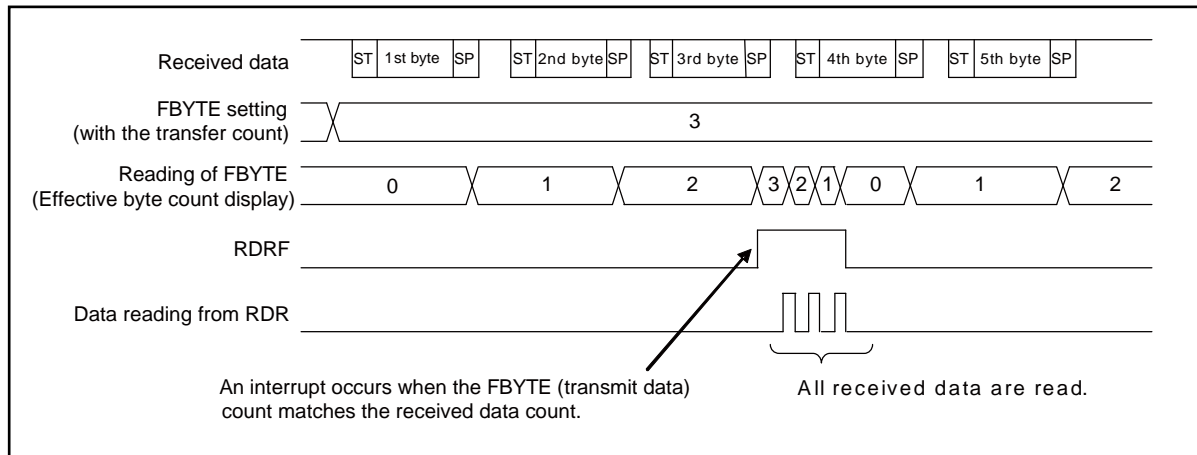 Received data
ST 1st byte SP ST 2nd byte SP ST 3rd byte SP ST 4th byte SP ST 5th byte SP
FBYTE setting
(with the transfer count)
3
Reading of FBYTE
(Effective byte count display)
0 1 2 3 2 1 0 1 2
RDRF
Data reading from RDR
An interrupt occurs when the FBYTE (transmit data)
count matches the received data count.
All received data are read.